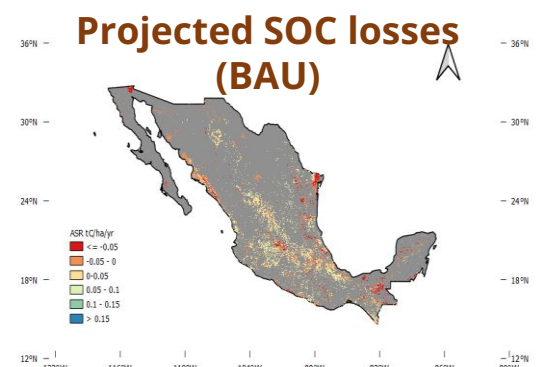 Projected SOC losses
(BAU)
36°N
36°N
30°N
30°N
24°N
24°N
ASR tC/ha/yr
<= -0.05
-0.05 - 0
0-0.05
0.05 - 0.1
0.1 - 0.15
> 0.15
18°N
18°N
12°N
12°N